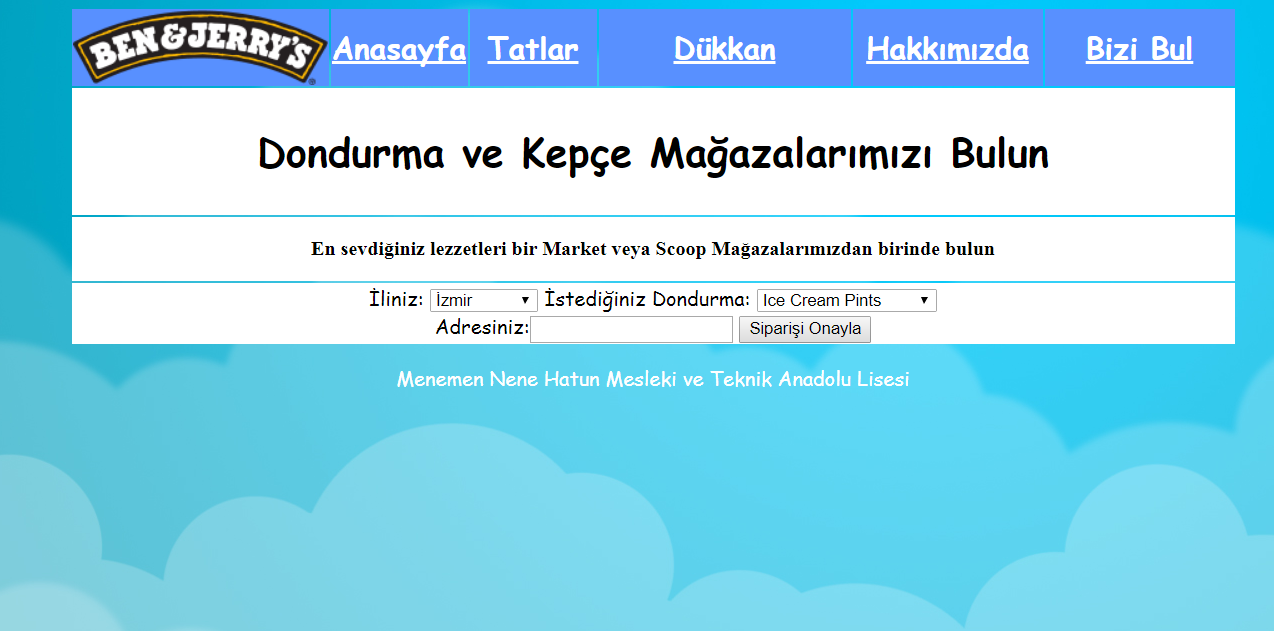 BEN & JERRY'S Anasayfa Tatlar Dükkan Hakkımızda Bizi Bul
Dondurma ve Kepçe Mağazalarımızı Bulun
En sevdiğiniz lezzetleri bir Market veya Scoop Mağazalarımızdan birinde bulun
İliniz: İzmir İstediğiniz Dondurma: Ice Cream Pints
Adresiniz: Siparişi Onayla
Menemen Nene Hatun Mesleki ve Teknik Anadolu Lisesi